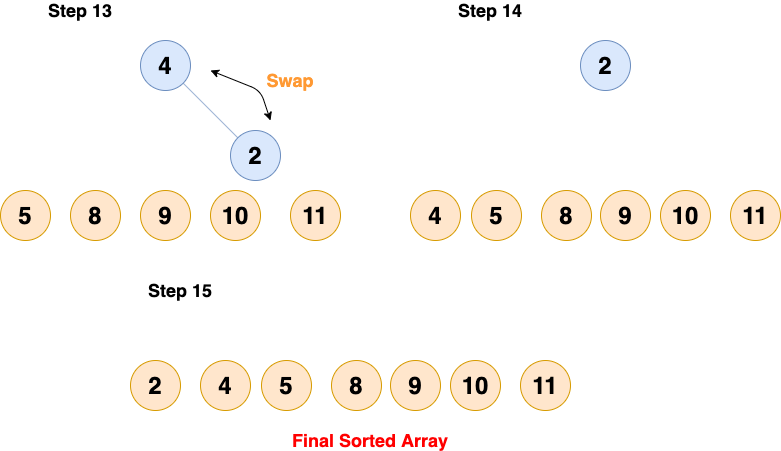 Step 13
Step 14
4
Swap
2
2
5 8 9 10 11
4 5 8 9 10 11
Step 15
2 4 5 8 9 10 11
Final Sorted Array